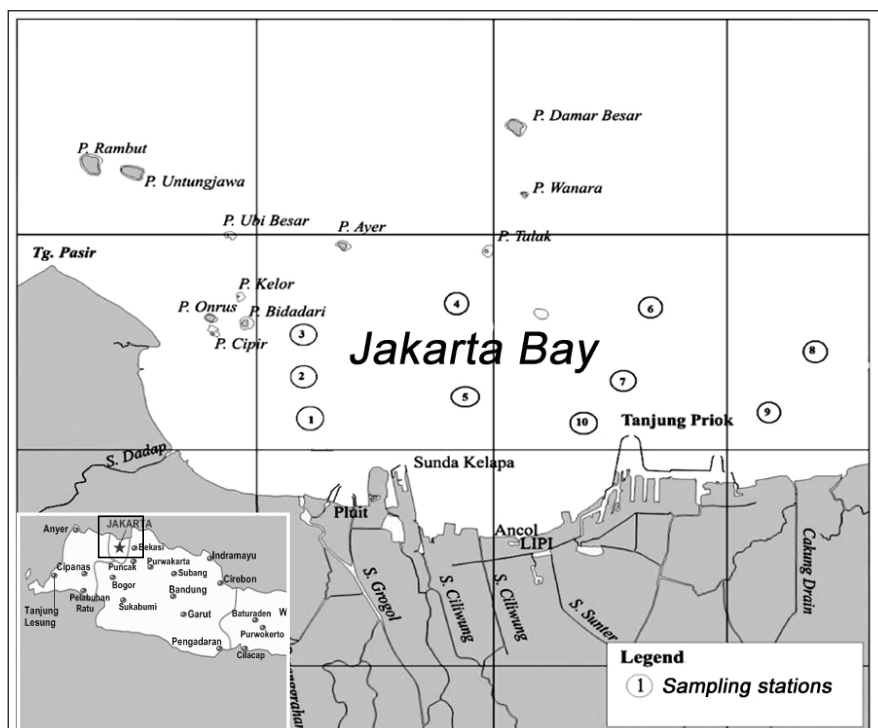 P. Damar Besar
P. Rambut
P. Untungjawa
P. Wanara
P. Ubi Besar
P. Ayer
P. Talak
Tg. Pasir
P. Kelor
P. Onrus
P. Bidadari
P. Cipir
4
6
3
Jakarta Bay
8
2
7
5
1
10
9
Tanjung Priok
S. Dadap
Sunda Kelapa
Pluit
Ancol
LIPI
S. Grogol
S. Ciliwung
S. Ciliwung
S. Sunter
Cakung Drain
JAKARTA
Anyer
Bekasi
Indramayu
Cipanas
Puncak
Purwakarta
Subang
Cirebon
Bogor
Bandung
Tanjung
Lesung
Pelabuhan
Ratu
Sukabumi
Garut
Baturaden
W
Purwokerto
Pengadaran
Cilacap
Legend
1 Sampling stations